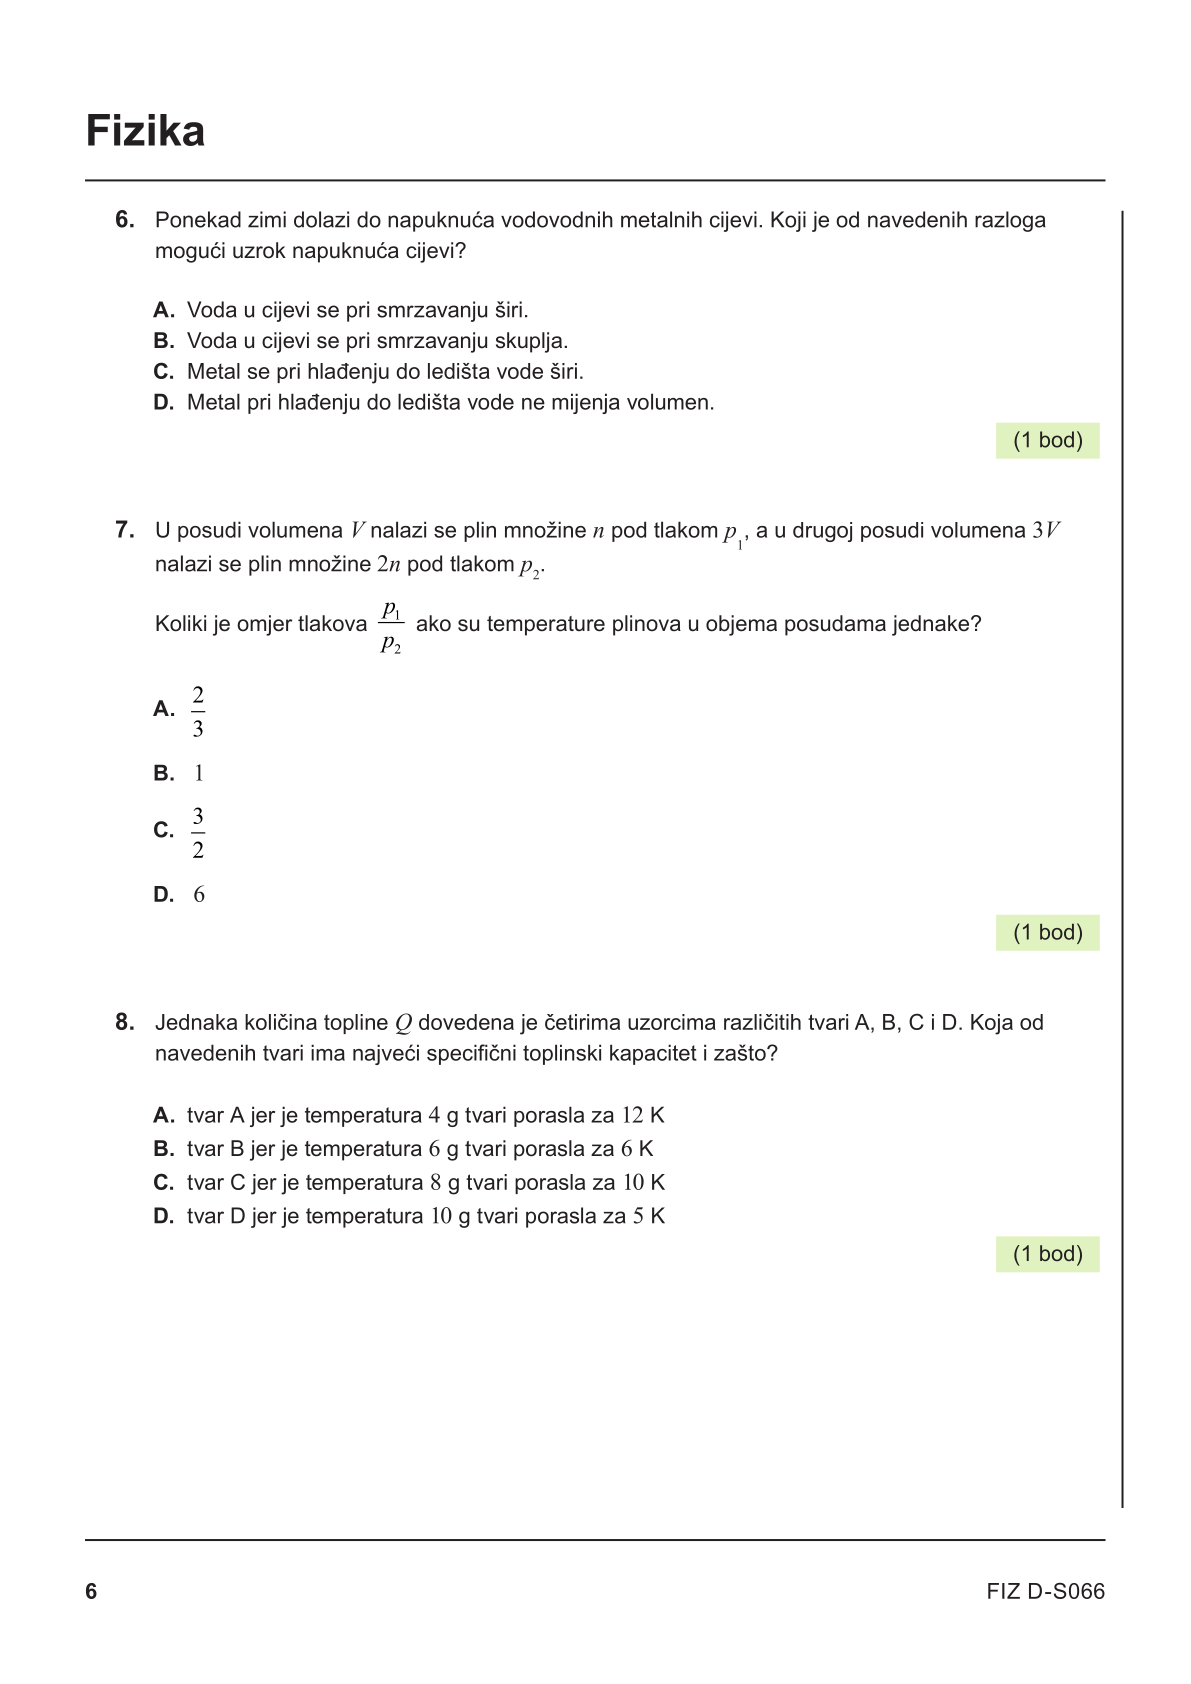 Fizika
6. Ponekad zimi dolazi do napuknuća vodovodnih metalnih cijevi. Koji je od navedenih razloga
mogući uzrok napuknuća cijevi?
A. Voda u cijevi se pri smrzavanju širi.
B. Voda u cijevi se pri smrzavanju skuplja.
C. Metal se pri hlađenju do ledišta vode širi.
D. Metal pri hlađenju do ledišta vode ne mijenja volumen.
(1 bod)
7. U posudi volumena V nalazi se plin množine n pod tlakom p₁, a u drugoj posudi volumena 3V
nalazi se plin množine 2n pod tlakom p₂.
Koliki je omjer tlakova p₁/p₂ ako su temperature plinova u objema posudama jednake?
A. 2/3
B. 1
C. 3/2
D. 6
(1 bod)
8. Jednaka količina topline Q dovedena je četirima uzorcima različitih tvari A, B, C i D. Koja od
navedenih tvari ima najveći specifični toplinski kapacitet i zašto?
A. tvar A jer je temperatura 4 g tvari porasla za 12 K
B. tvar B jer je temperatura 6 g tvari porasla za 6 K
C. tvar C jer je temperatura 8 g tvari porasla za 10 K
D. tvar D jer je temperatura 10 g tvari porasla za 5 K
(1 bod)
6
FIZ D-S066